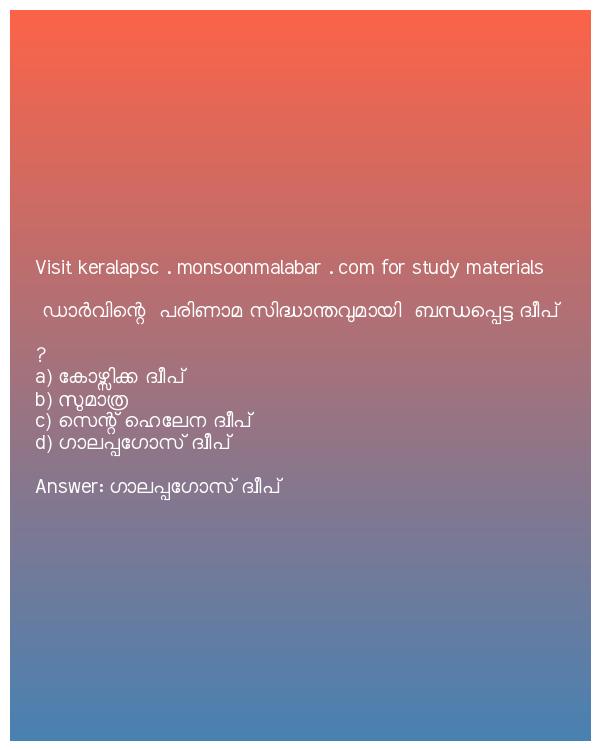 Visit keralapsc . monsoonmalabar . com for study materials
ഡാർവിന്റെ പരിണാമ സിദ്ധാന്തവുമായി ബന്ധപ്പെട്ട ദ്വീപ്
?
a) കോഴ്സിക്ക ദ്വീപ്
b) സുമാത്ര
c) സെന്റ് ഹെലേന ദ്വീപ്
d) ഗാലപ്പഗോസ് ദ്വീപ്
Answer: ഗാലപ്പഗോസ് ദ്വീപ്